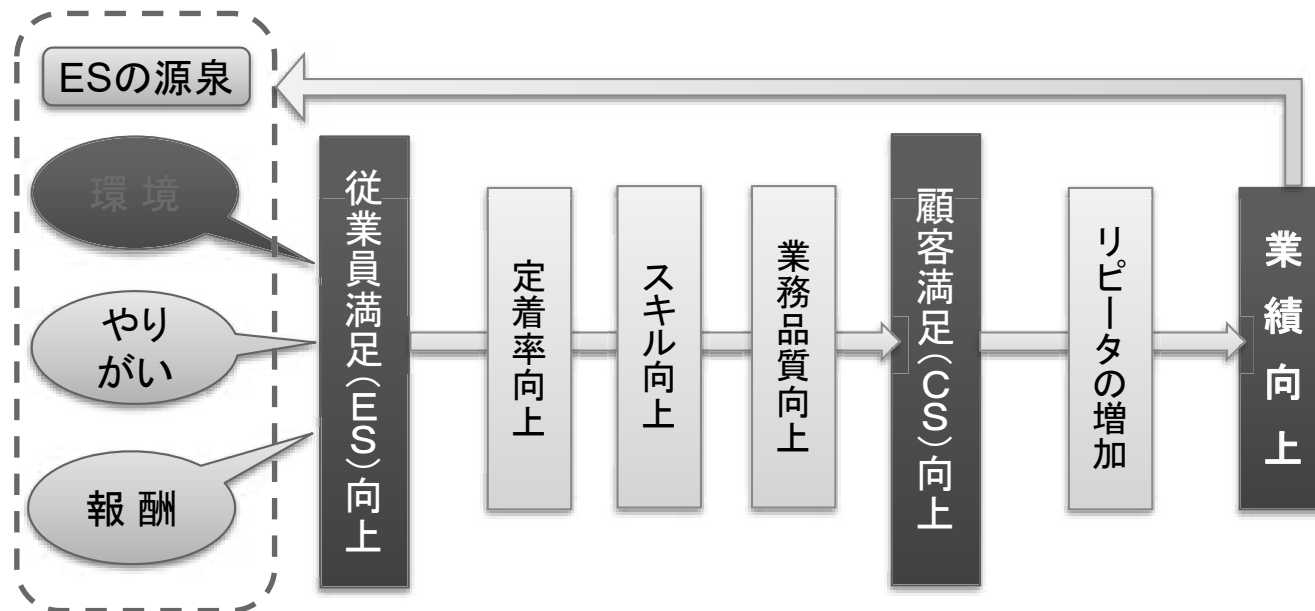 ESの源泉
環 境
やり
がい
報 酬
従業員満足(ES)向上
定着率向上
スキル向上
業務品質向上
顧客満足(CS)向上
リピータの増加
業績向上